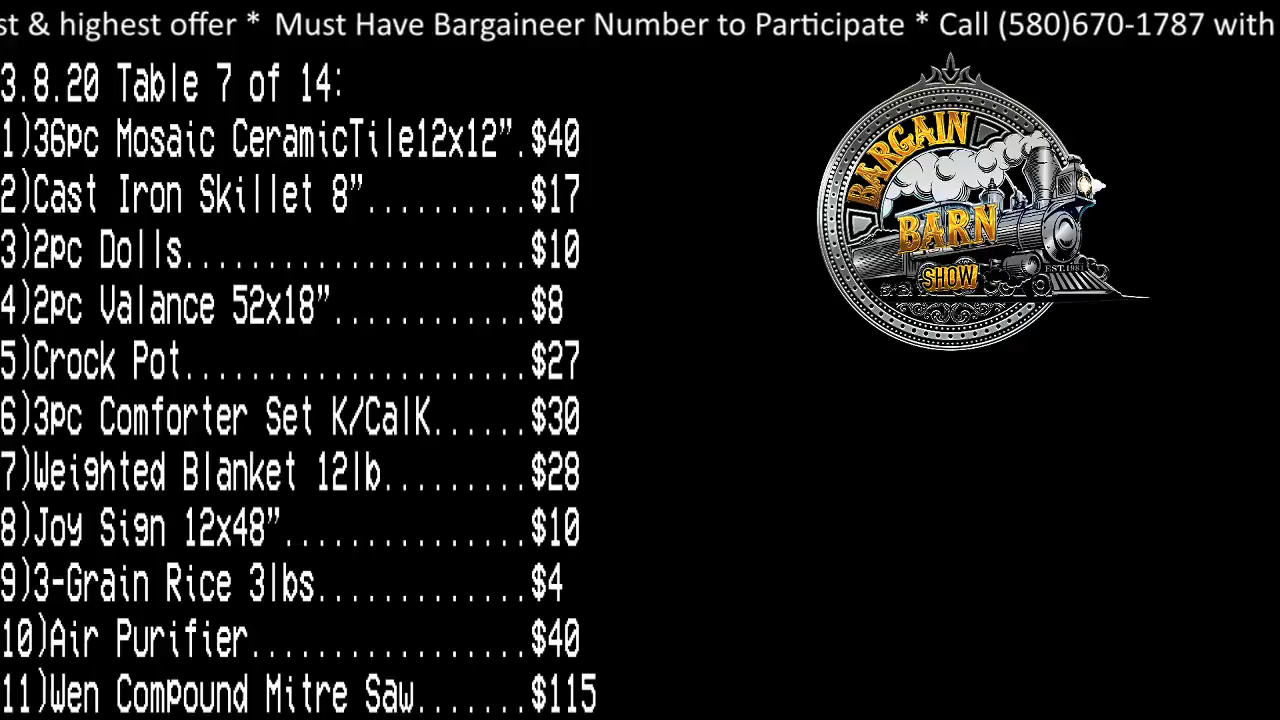 st & highest offer * Must Have Bargaineer Number to Participate * Call (580)670-1787 with
3.8.20 Table 7 of 14:
1)36pc Mosaic CeramicTile12x12".$40
2)Cast Iron Skillet 8"..........$17
3)2pc Dolls.....................$10
4)2pc Valance 52x18"............$8
5)Crock Pot.....................$27
6)3pc Comforter Set K/CalK......$30
7)Weighted Blanket 12lb.........$28
8)Joy Sign 12x48"...............$10
9)3-Grain Rice 3lbs.............$4
10)Air Purifier.................$40
11)Wen Compound Mitre Saw.......$115
BARGAIN
BARN
SHOW